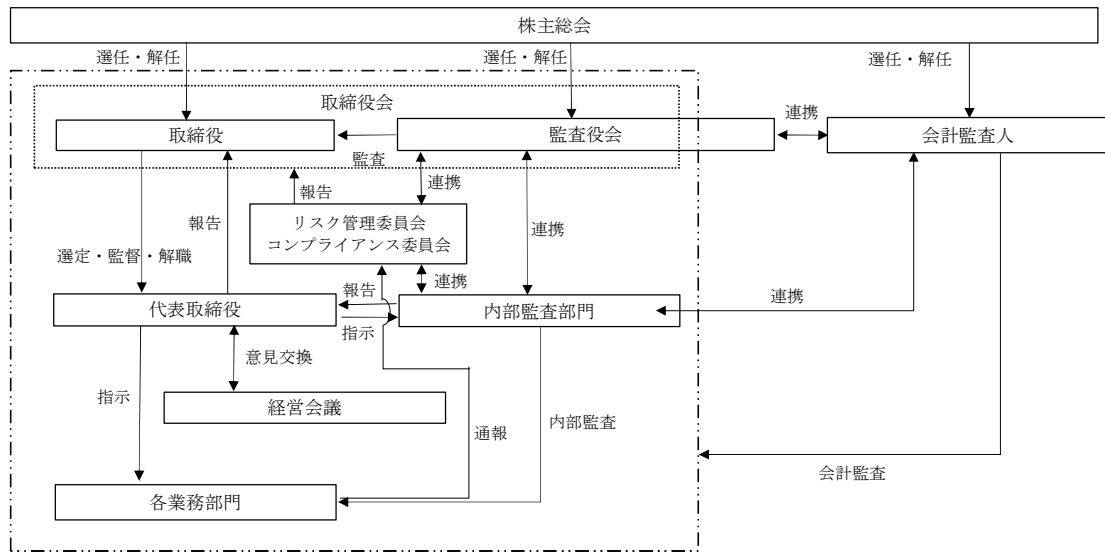 株主総会
選任・解任
選任・解任
選任・解任
取締役会
取締役
監査役会
連携
会計監査人
監査
報告
連携
報告
リスク管理委員会
コンプライアンス委員会
連携
選定・監督・解職
連携
報告
代表取締役
内部監査部門
連携
指示
意見交換
指示
経営会議
通報
内部監査
会計監査
各業務部門